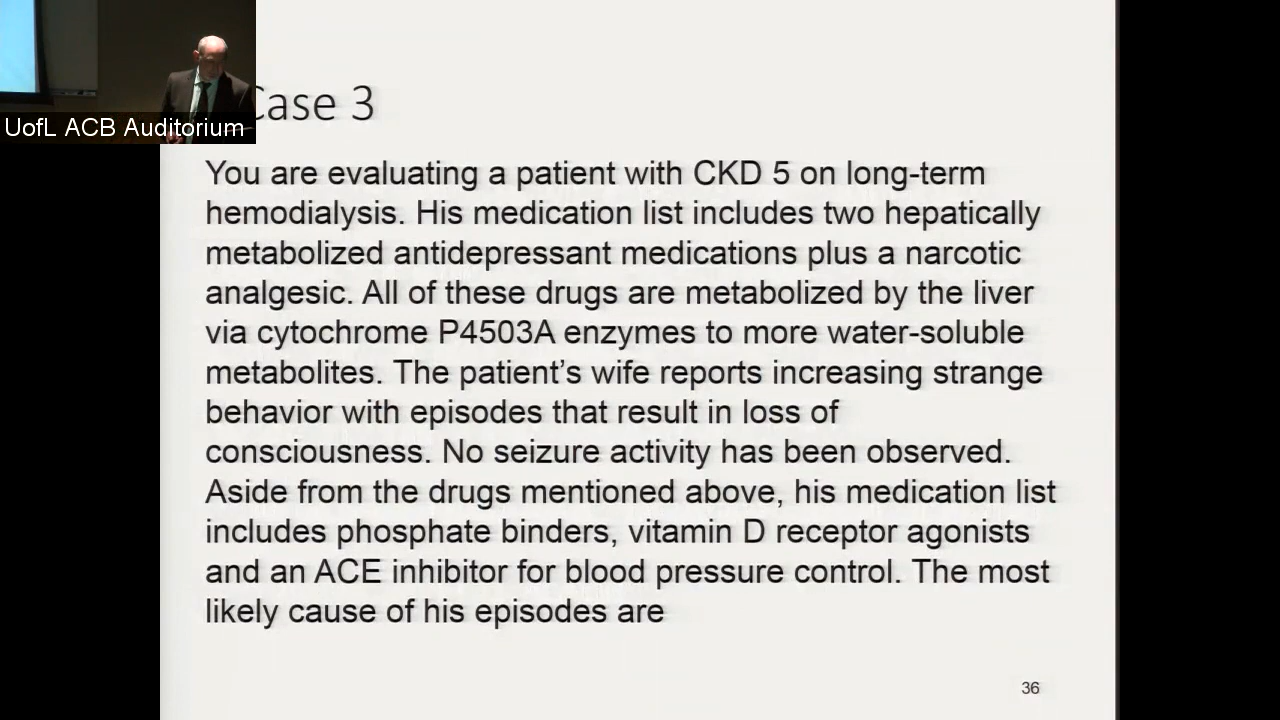 UofL ACB Auditorium
Case 3
You are evaluating a patient with CKD 5 on long-term
hemodialysis. His medication list includes two hepatically
metabolized antidepressant medications plus a narcotic
analgesic. All of these drugs are metabolized by the liver
via cytochrome P4503A enzymes to more water-soluble
metabolites. The patient’s wife reports increasing strange
behavior with episodes that result in loss of
consciousness. No seizure activity has been observed.
Aside from the drugs mentioned above, his medication list
includes phosphate binders, vitamin D receptor agonists
and an ACE inhibitor for blood pressure control. The most
likely cause of his episodes are
36